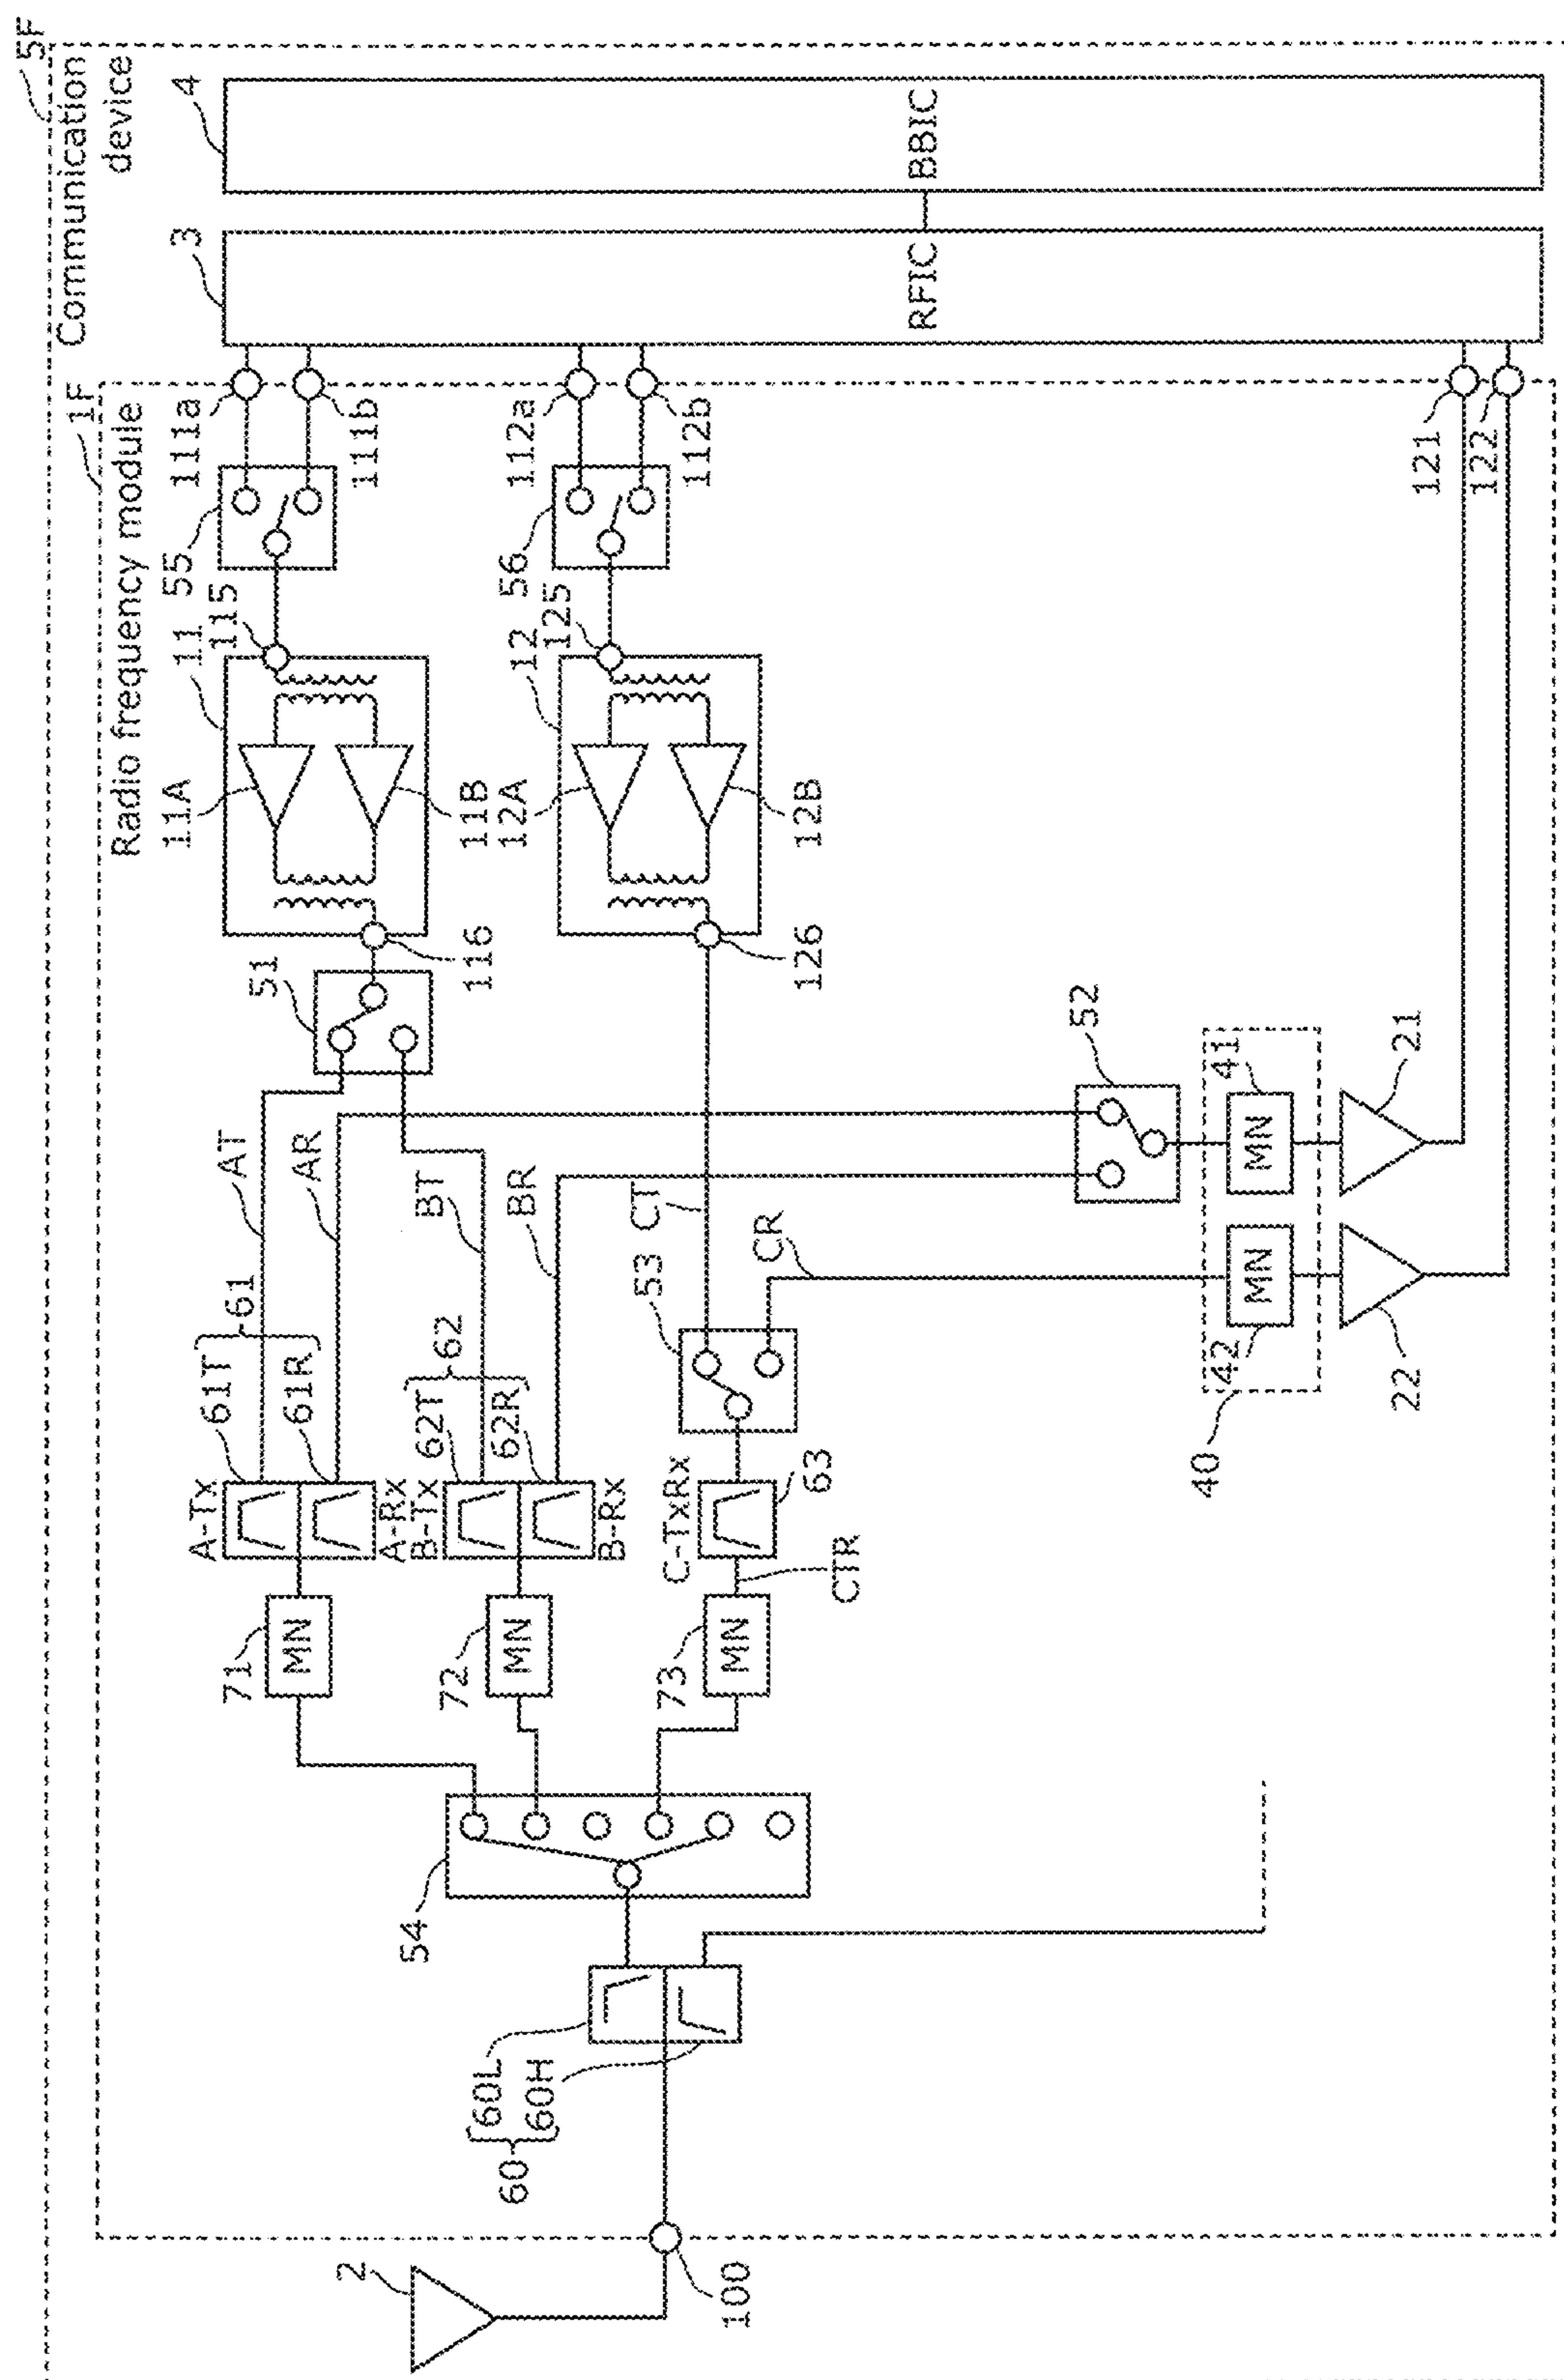 5F
Communication
device
1F
Radio frequency module
4
BBIC
3
RFIC
111a
111b
112a
112b
121
122
55
56
11
115
12
125
11A
11B
12A
12B
116
126
51
52
53
AT
AR
BT
BR
CT
CR
41
MN
21
42
MN
22
40
61
61T
61R
62
62T
62R
A-Tx
A-Rx
B-Tx
B-Rx
C-TxRx
63
CTR
71
MN
72
MN
73
MN
54
60L
60H
60
2
100